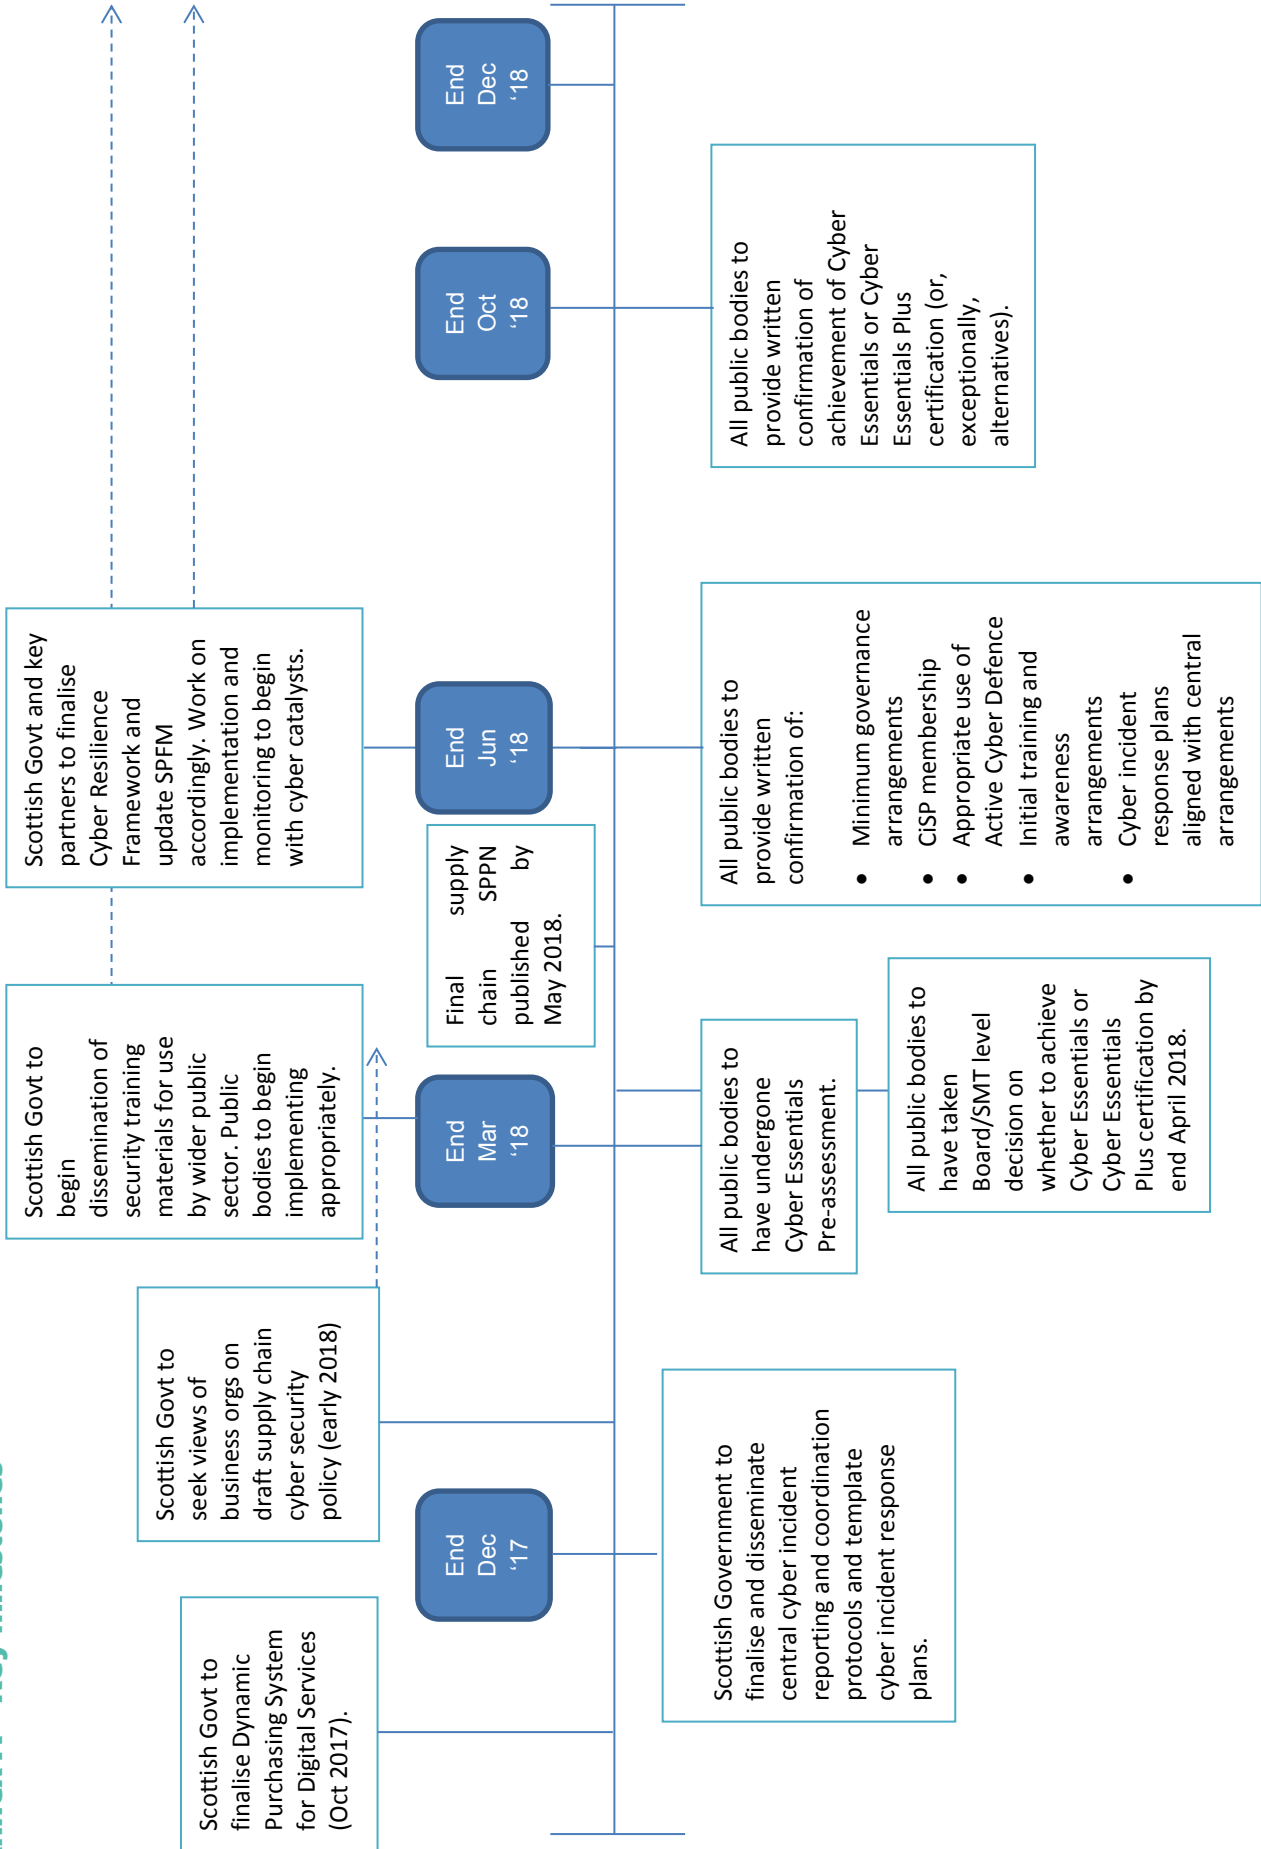 Key milestones
Scottish Govt to
finalise Dynamic
Purchasing System
for Digital Services
(Oct 2017).
Scottish Govt to
seek views of
business orgs on
draft supply chain
cyber security
policy (early 2018)
Scottish Govt to
begin
dissemination of
security training
materials for use
by wider public
sector. Public
bodies to begin
implementing
appropriately.
Scottish Govt and key
partners to finalise
Cyber Resilience
Framework and
update SPFM
accordingly. Work on
implementation and
monitoring to begin
with cyber catalysts.
End
Dec
‘17
End
Mar
‘18
Final supply
chain SPPN
published by
May 2018.
End
Jun
‘18
End
Oct
‘18
End
Dec
‘18
Scottish Government to
finalise and disseminate
central cyber incident
reporting and coordination
protocols and template
cyber incident response
plans.
All public bodies to
have undergone
Cyber Essentials
Pre-assessment.
All public bodies to
have taken
Board/SMT level
decision on
whether to achieve
Cyber Essentials or
Cyber Essentials
Plus certification by
end April 2018.
All public bodies to
provide written
confirmation of:
• Minimum governance
arrangements
• CiSP membership
• Appropriate use of
Active Cyber Defence
• Initial training and
awareness
arrangements
• Cyber incident
response plans
aligned with central
arrangements
All public bodies to
provide written
confirmation of
achievement of Cyber
Essentials or Cyber
Essentials Plus
certification (or,
exceptionally,
alternatives).